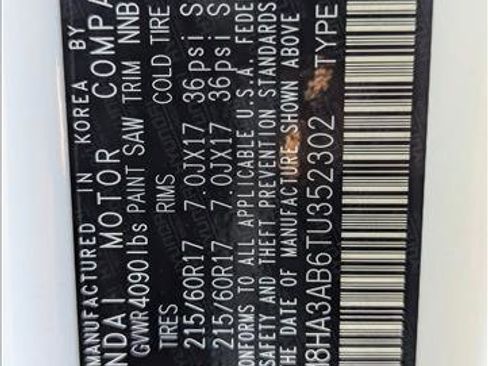 MANUFACTURED IN KOREA BY
NDAI MOTOR COMPA
GVWR 4090lbs PAINT SAW TRIM NNB
TIRES RIMS COLD TIRE
215/60R17 7.0JX17 36psi S
215/60R17 7.0JX17 36psi S
ONFORMS TO ALL APPLICABLE U.S.A. FEDE
SAFETY AND THEFT PREVENTION STANDARDS
DATE OF MANUFACTURE SHOWN ABOVE
M8HA3AB6TU352302 TYPE